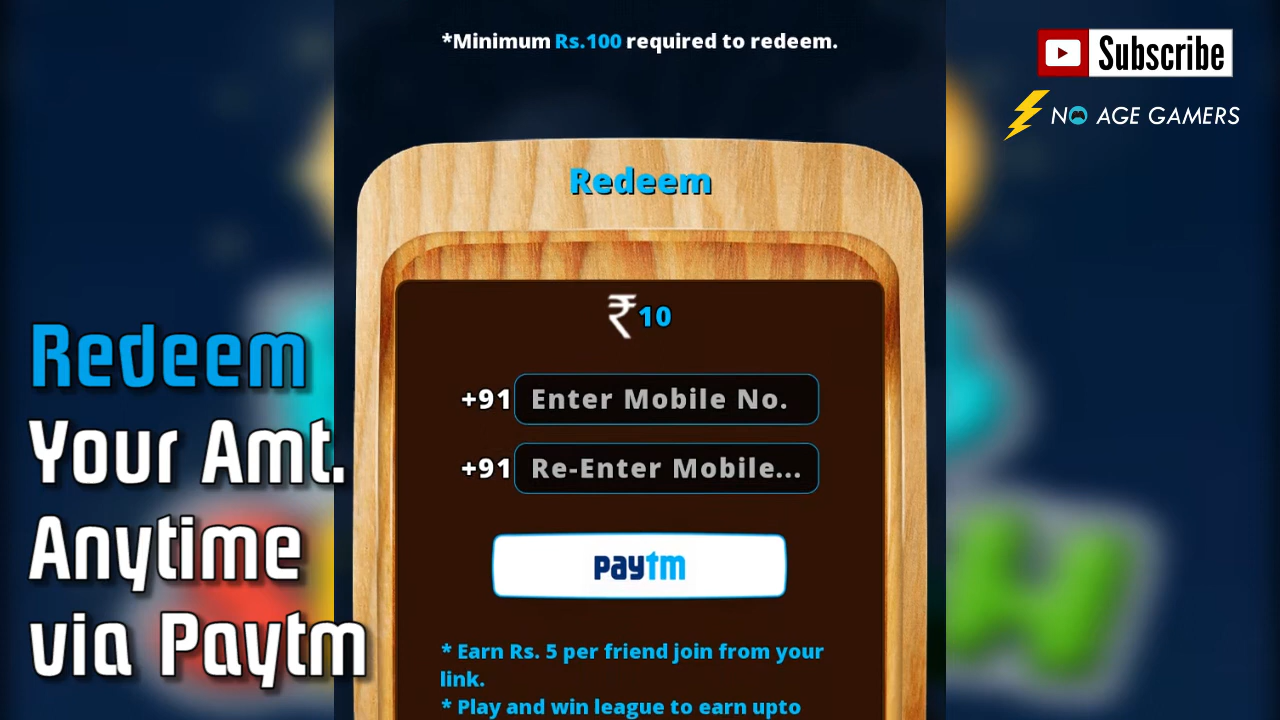 *Minimum Rs.100 required to redeem.
Subscribe
NO AGE GAMERS
Redeem
₹10
+91 Enter Mobile No.
+91 Re-Enter Mobile...
paytm
* Earn Rs. 5 per friend join from your
link.
* Play and win league to earn upto
Redeem
Your Amt.
Anytime
via Paytm